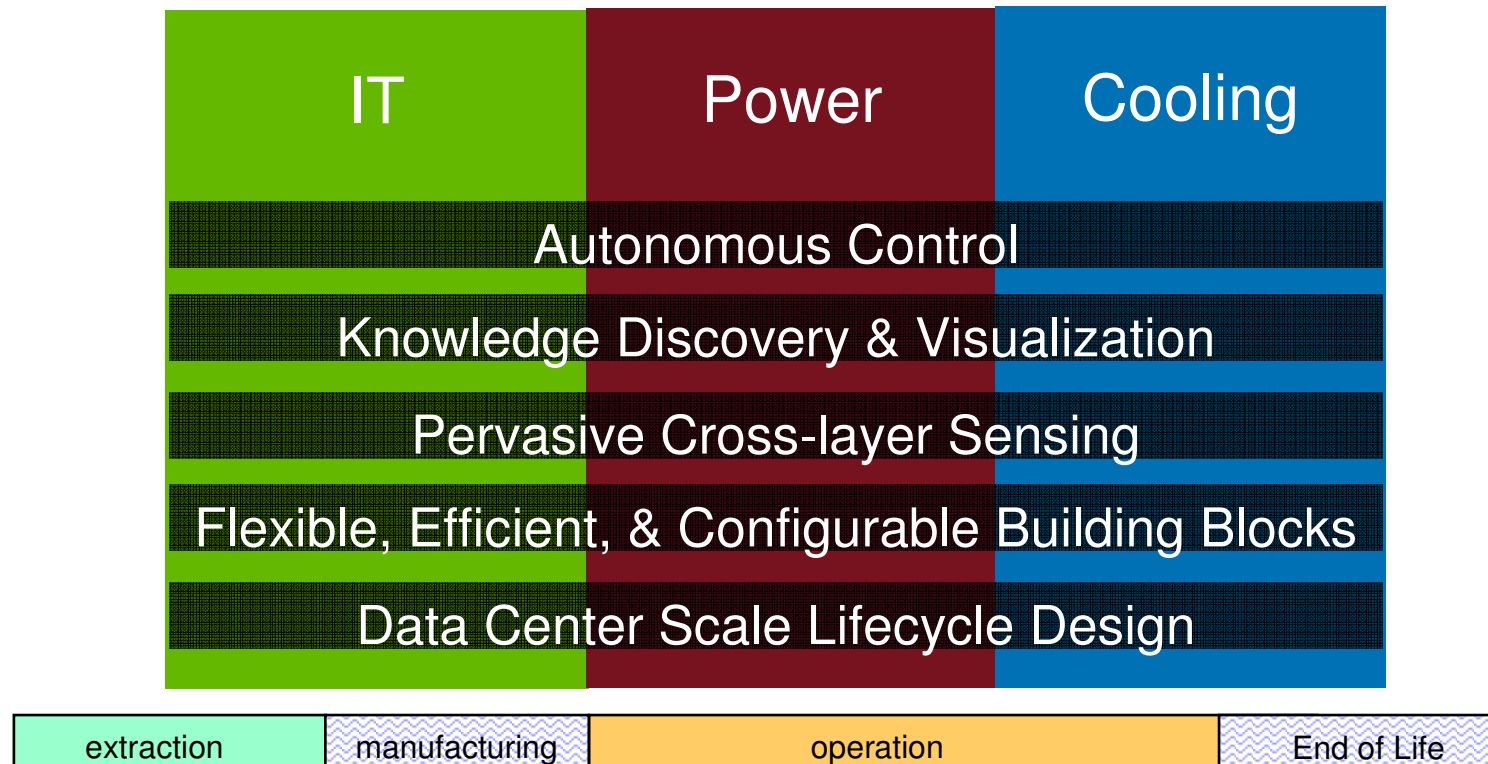 IT
Power
Cooling
Autonomous Control
Knowledge Discovery & Visualization
Pervasive Cross-layer Sensing
Flexible, Efficient, & Configurable Building Blocks
Data Center Scale Lifecycle Design
extraction
manufacturing
operation
End of Life